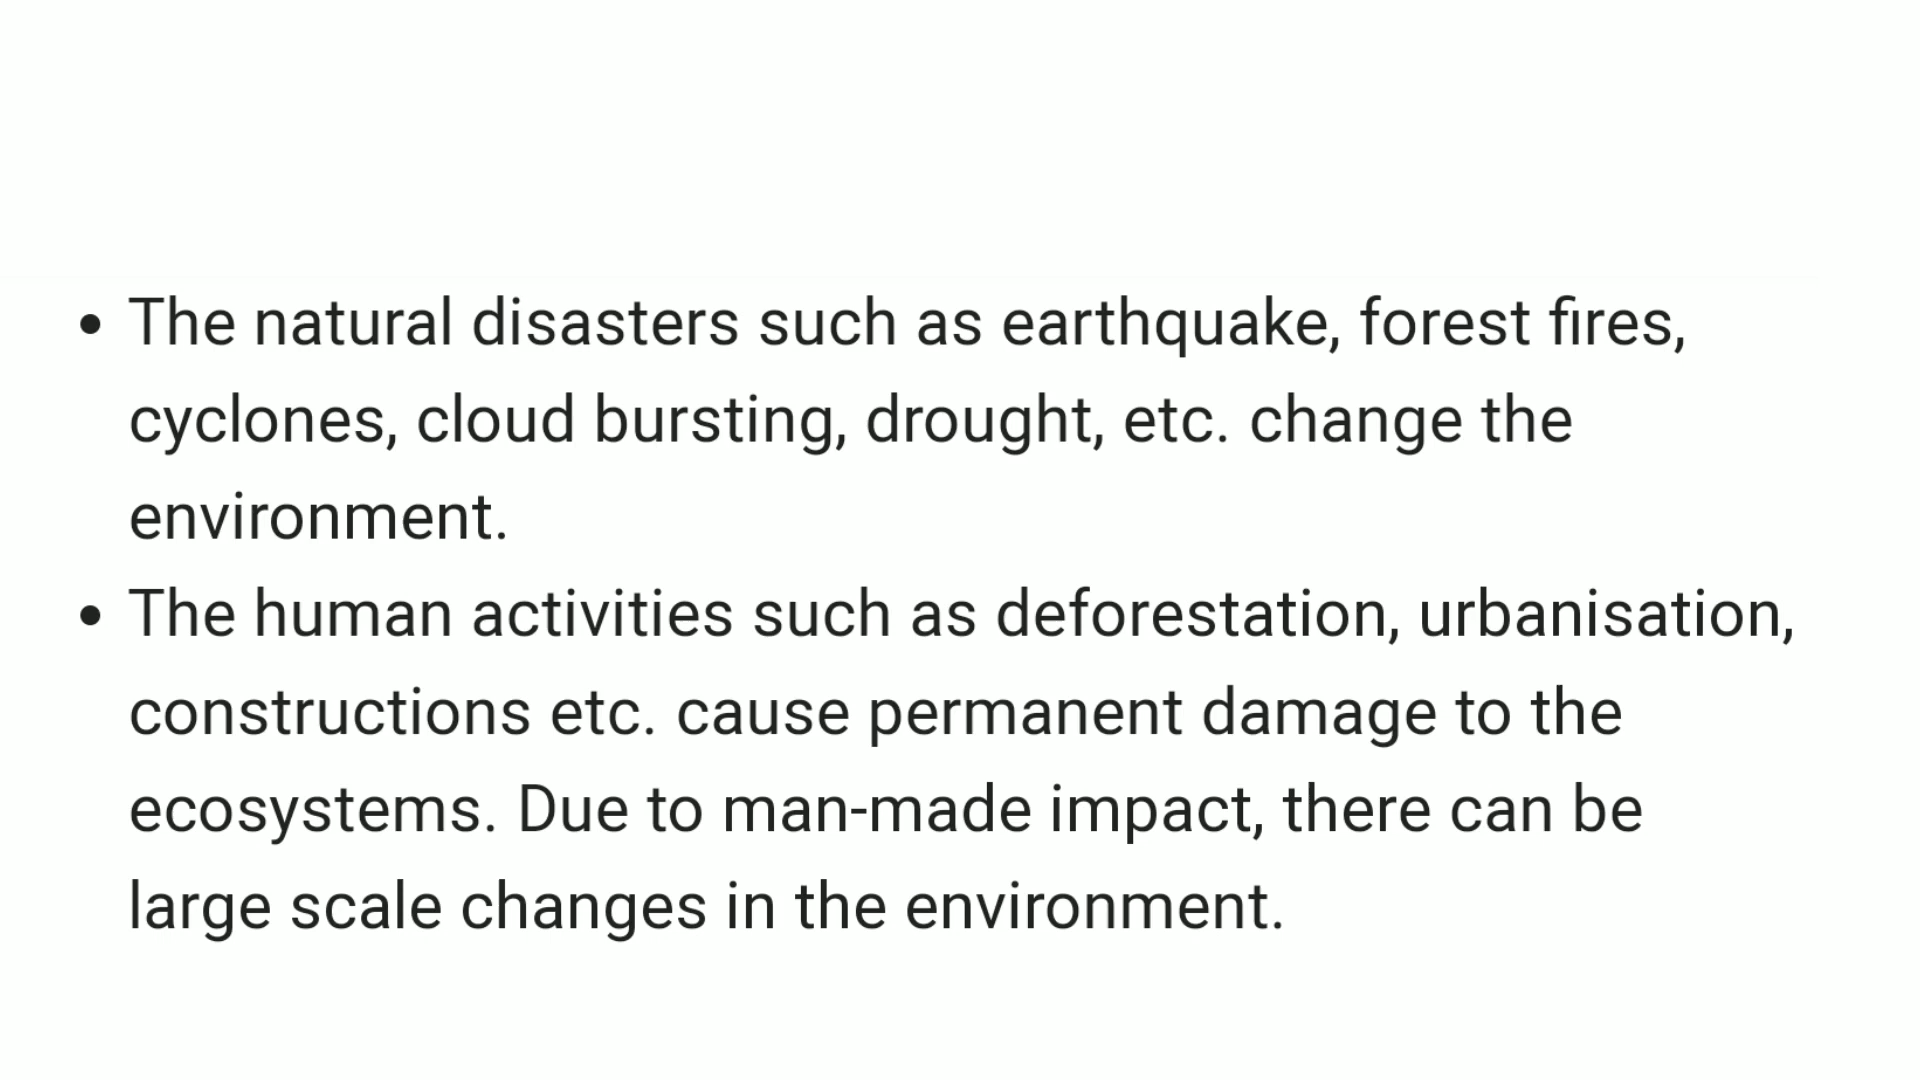 • The natural disasters such as earthquake, forest fires,
cyclones, cloud bursting, drought, etc. change the
environment.
• The human activities such as deforestation, urbanisation,
constructions etc. cause permanent damage to the
ecosystems. Due to man-made impact, there can be
large scale changes in the environment.